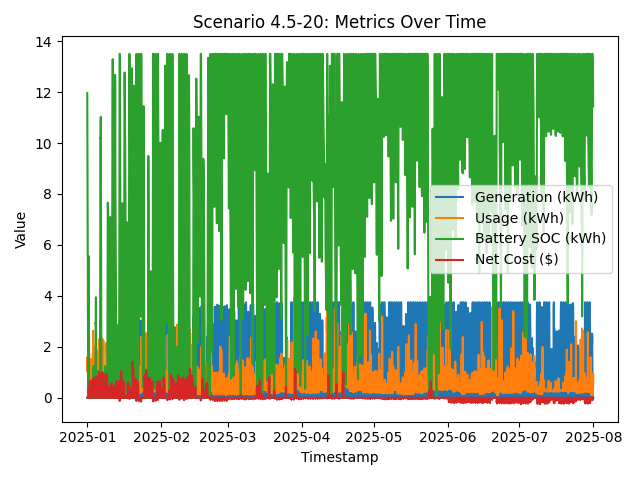 Scenario 4.5-20: Metrics Over Time
Value
14
12
10
8
6
4
2
0
Generation (kWh)
Usage (kWh)
Battery SOC (kWh)
Net Cost ($)
2025-01 2025-02 2025-03 2025-04 2025-05 2025-06 2025-07 2025-08
Timestamp